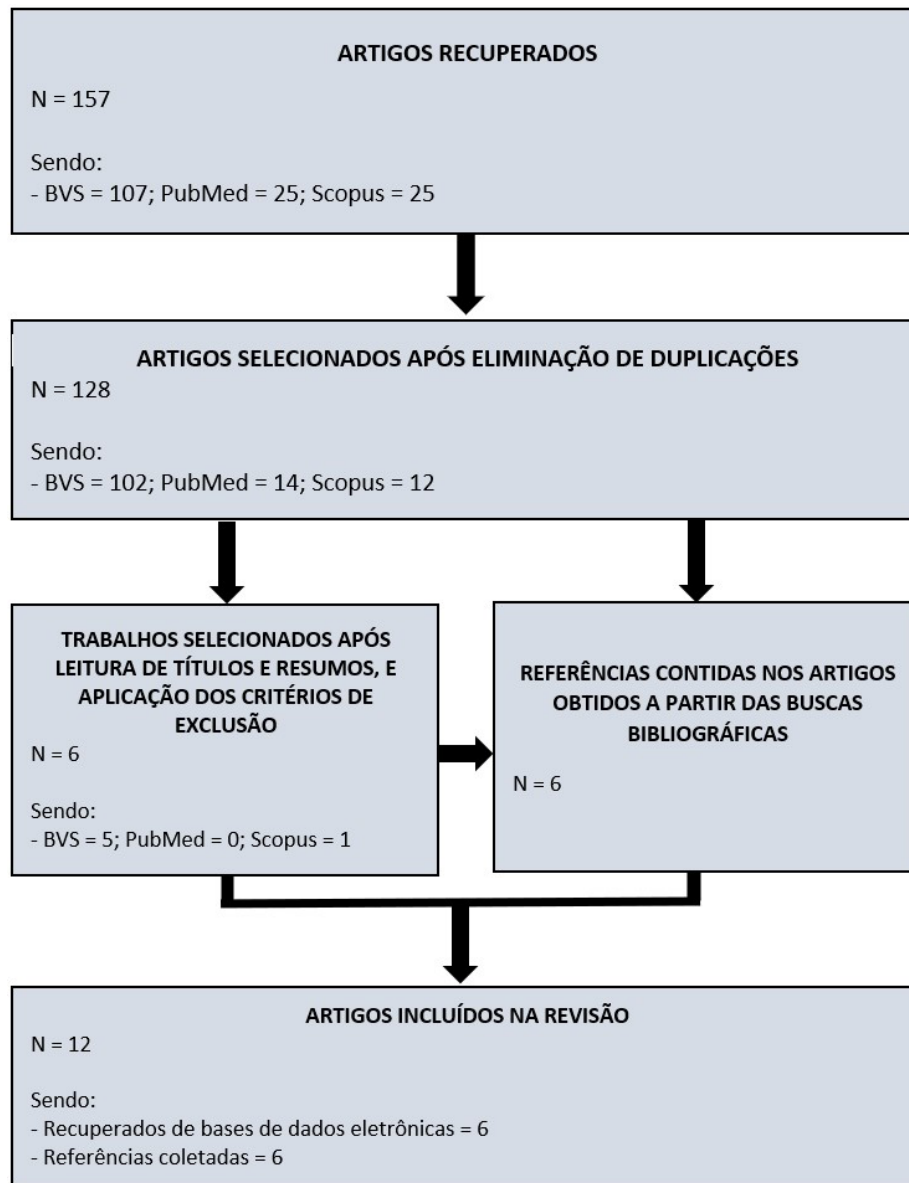 ARTIGOS RECUPERADOS
N = 157
Sendo:
- BVS = 107; PubMed = 25; Scopus = 25
ARTIGOS SELECIONADOS APÓS ELIMINAÇÃO DE DUPLICAÇÕES
N = 128
Sendo:
- BVS = 102; PubMed = 14; Scopus = 12
TRABALHOS SELECIONADOS APÓS
LEITURA DE TÍTULOS E RESUMOS, E
APLICAÇÃO DOS CRITÉRIOS DE
EXCLUSÃO
N = 6
Sendo:
- BVS = 5; PubMed = 0; Scopus = 1
REFERÊNCIAS CONTIDAS NOS ARTIGOS
OBTIDOS A PARTIR DAS BUSCAS
BIBLIOGRÁFICAS
N = 6
ARTIGOS INCLUÍDOS NA REVISÃO
N = 12
Sendo:
- Recuperados de bases de dados eletrônicas = 6
- Referências coletadas = 6